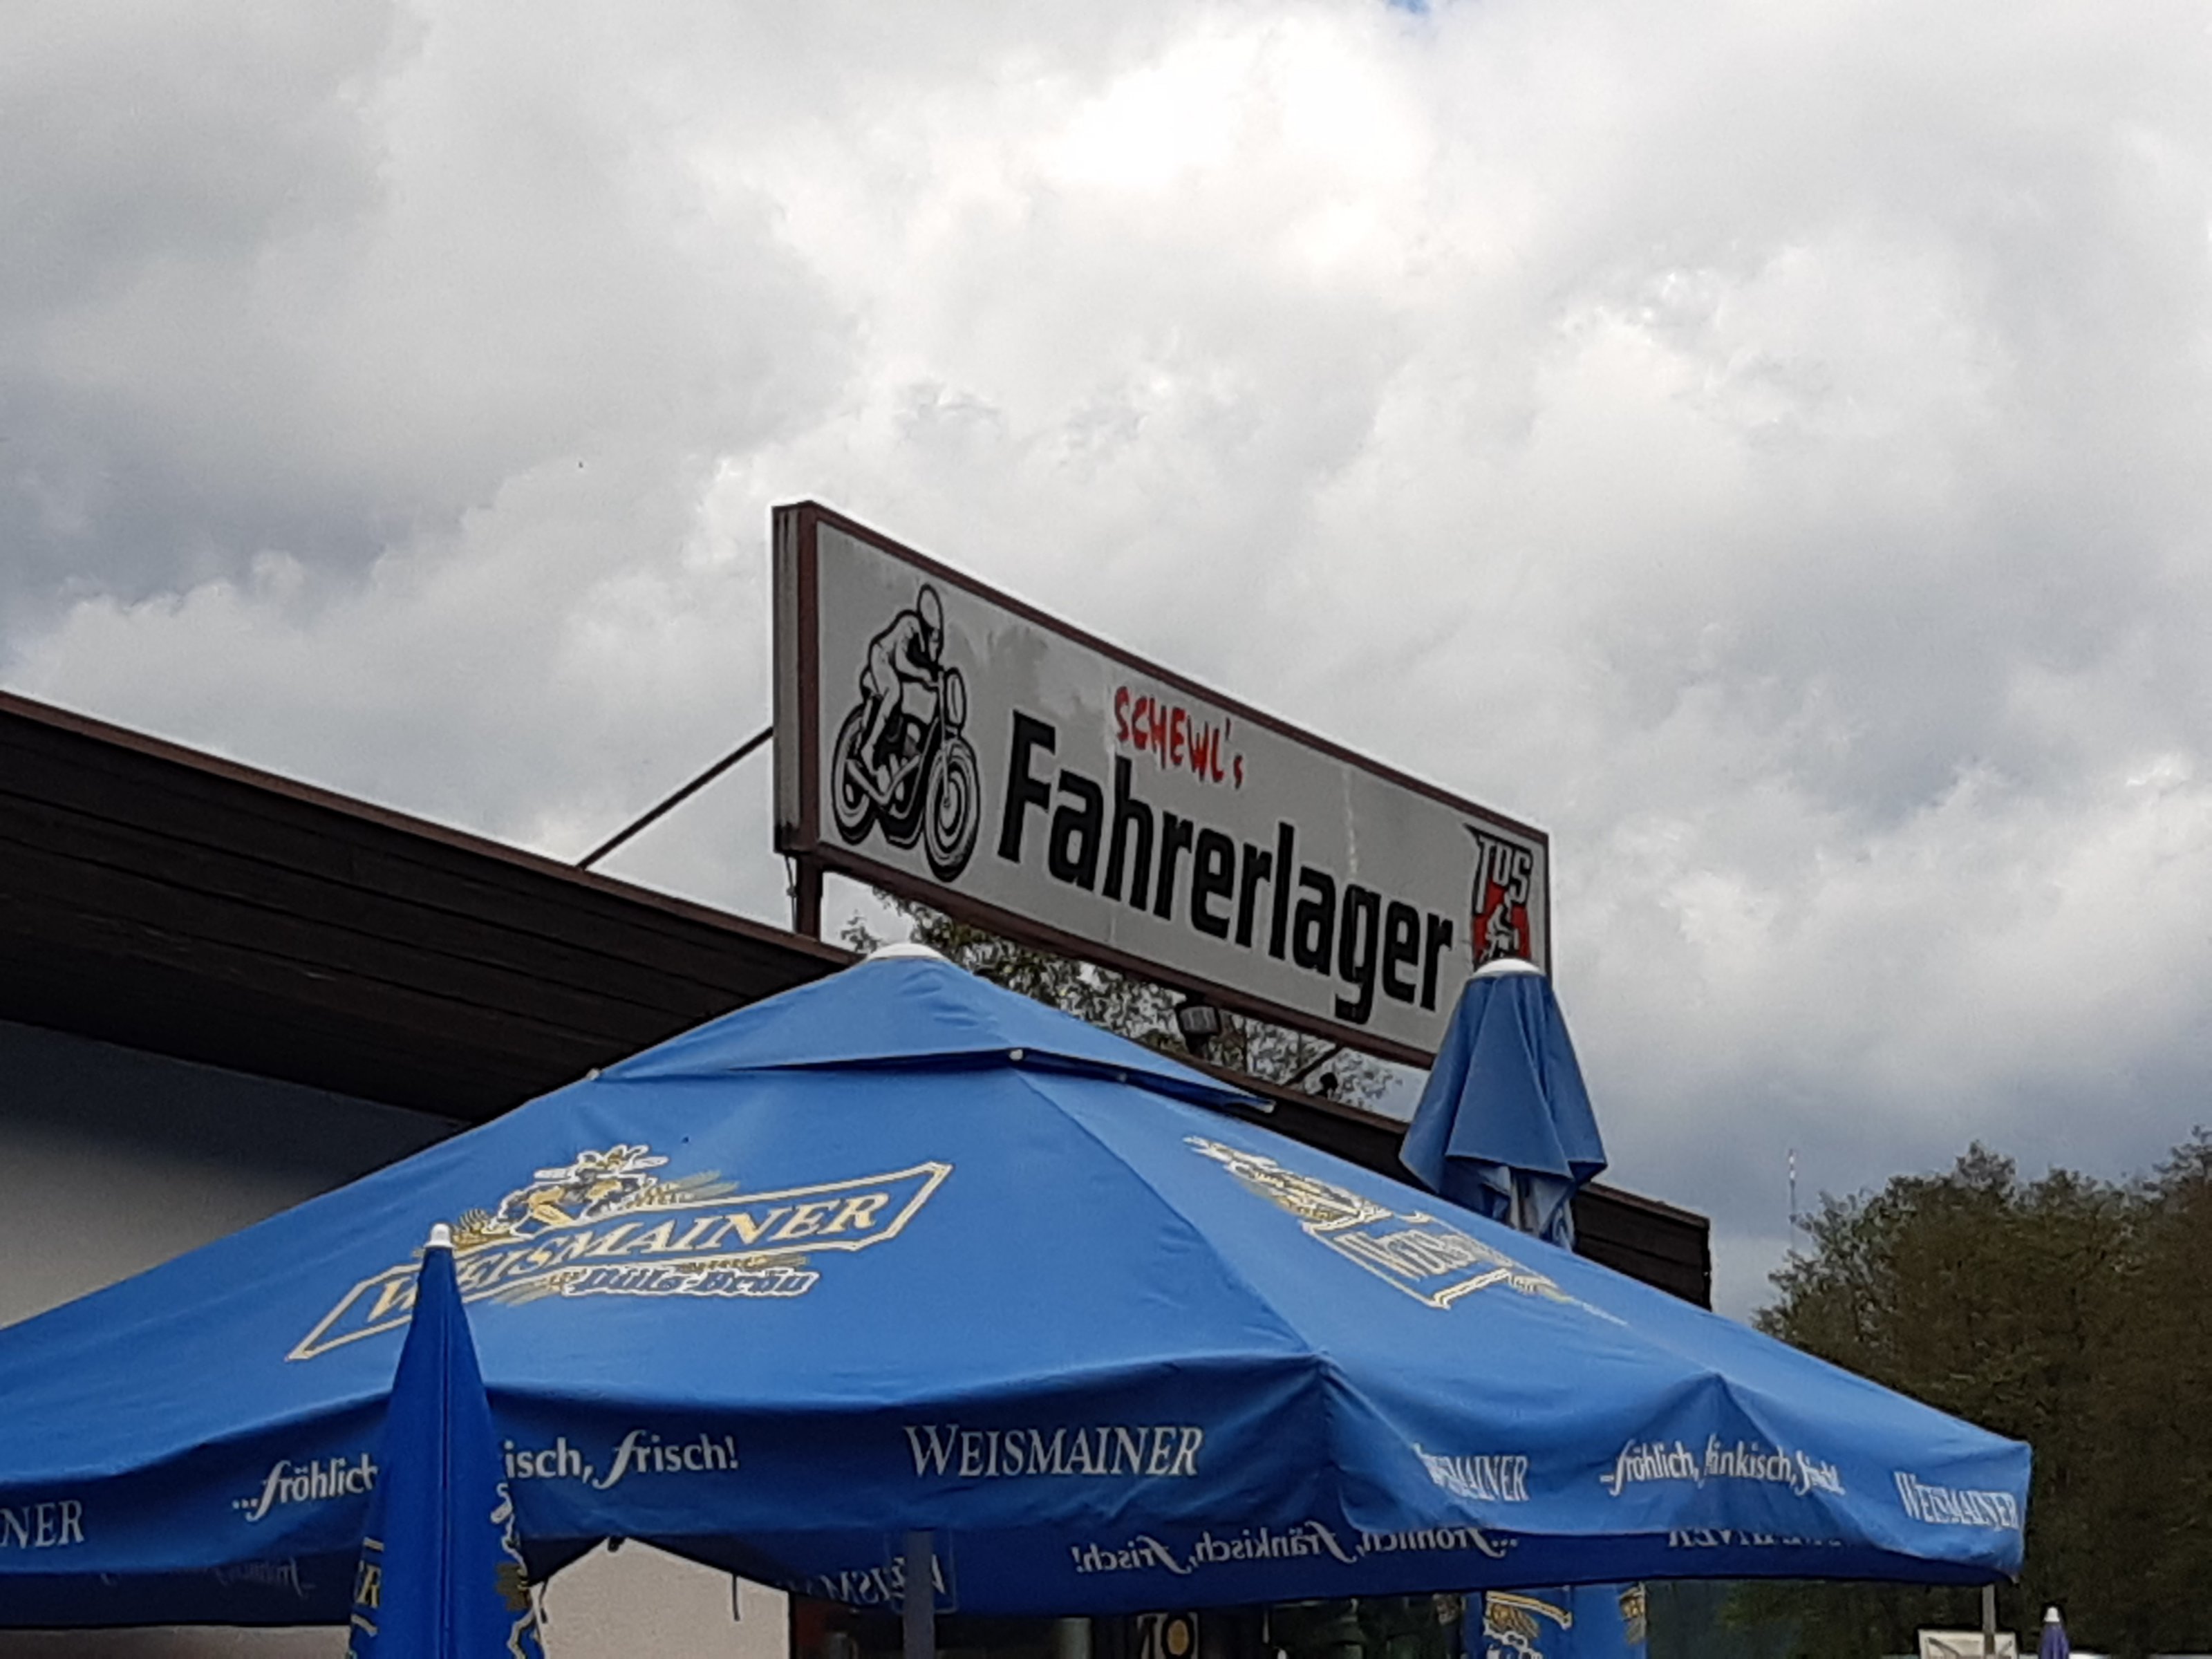 SCHEWL's
Fahrerlager
TDS
WEISMAINER
Püls-Bräu
...fröhlich
isch, frisch!
WEISMAINER
WEISMAINER
...fröhlich, fränkisch, frisch!
WEISMAINER
NER
...fröhlich, fränkisch, frisch!